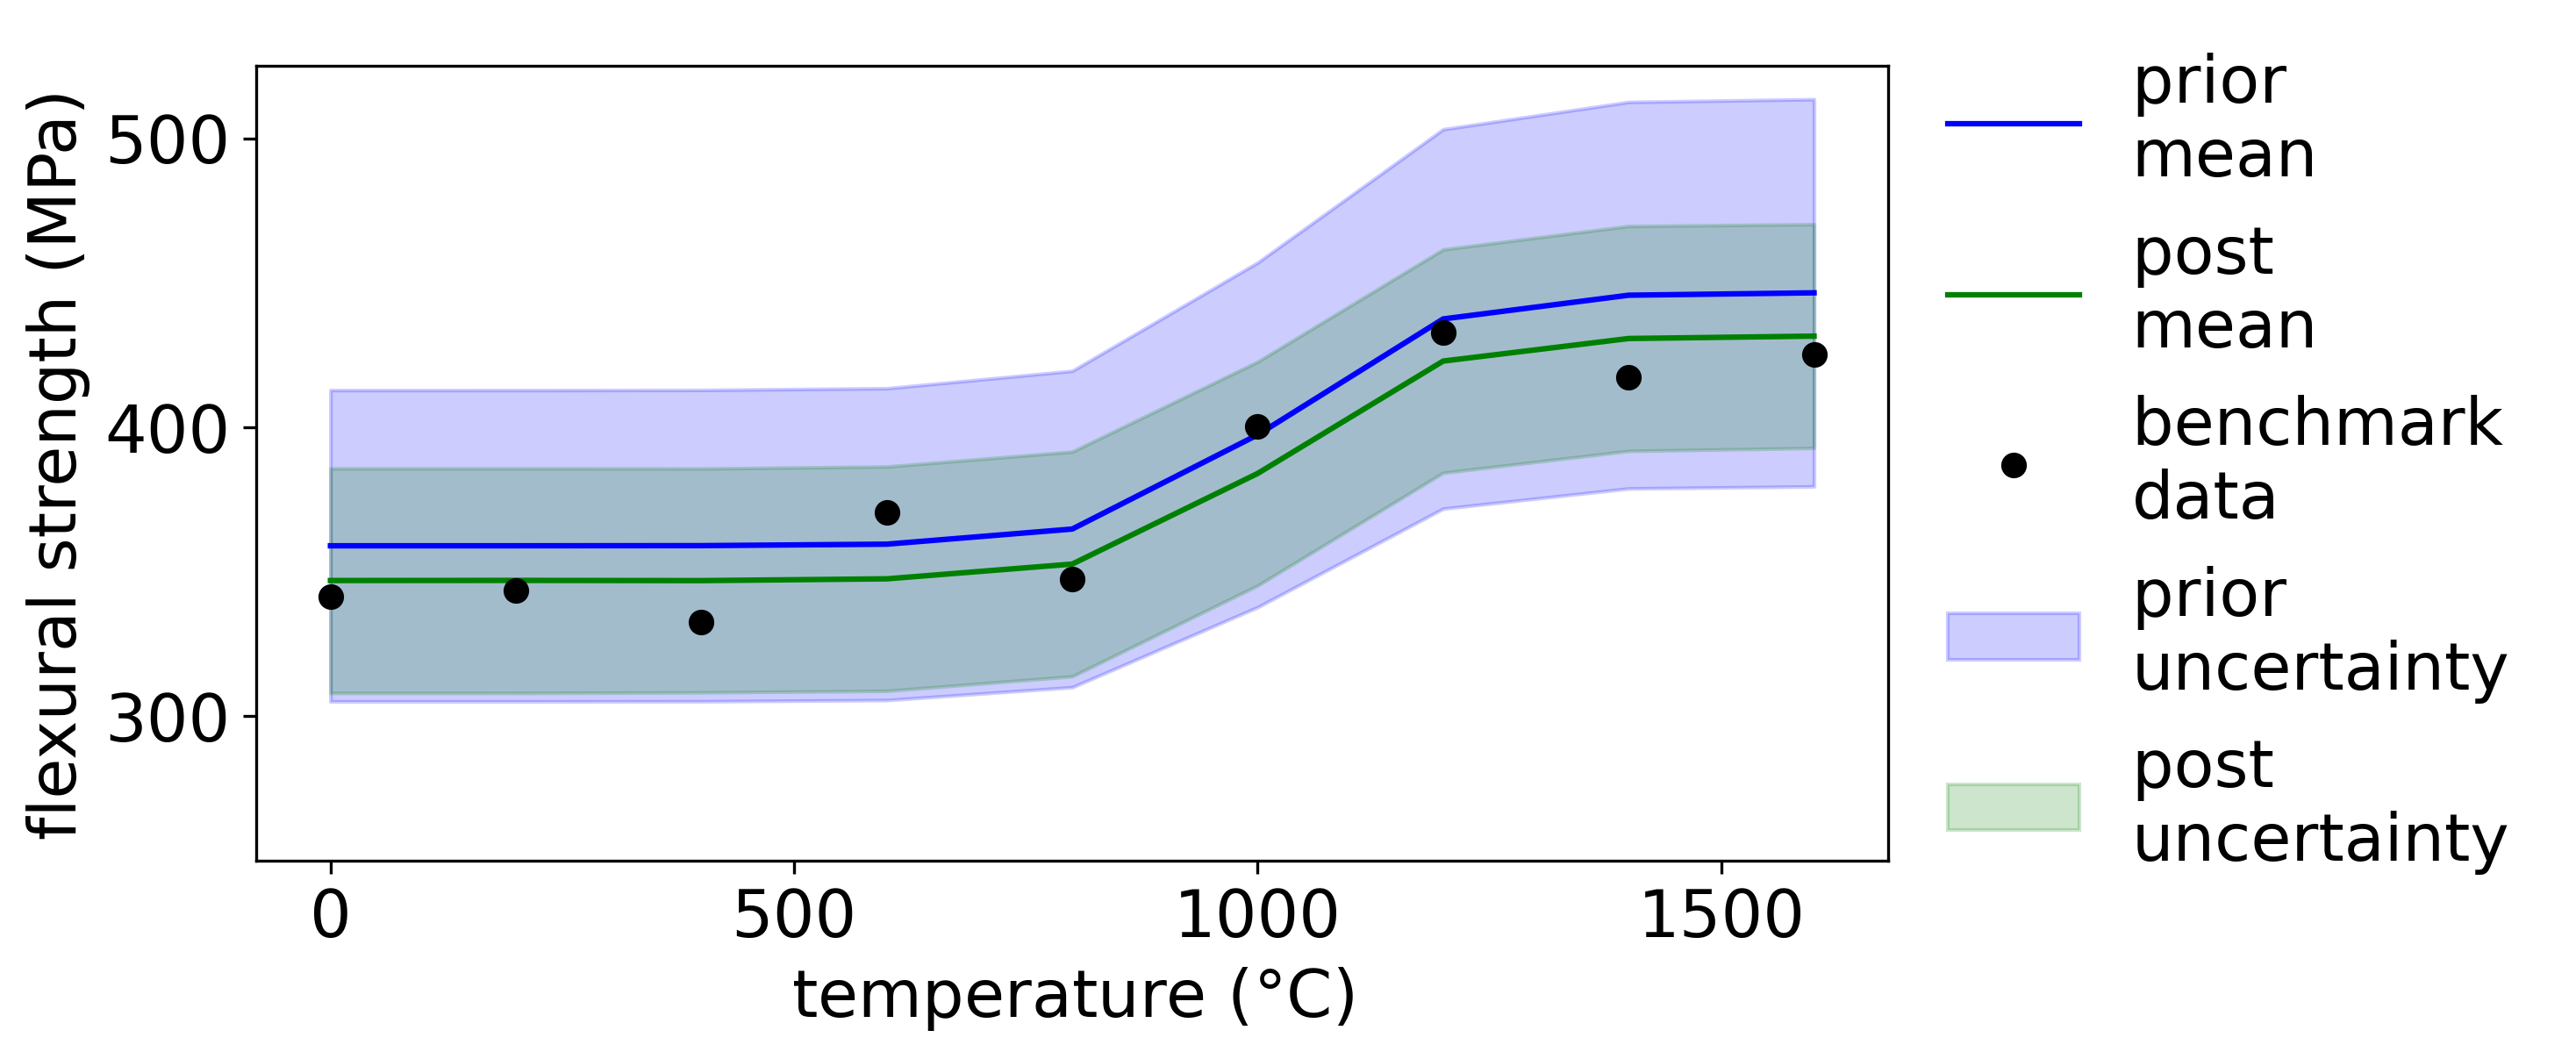 flexural strength (MPa)
500
400
300
0
500
1000
1500
temperature (°C)
prior
mean
post
mean
benchmark
data
prior
uncertainty
post
uncertainty